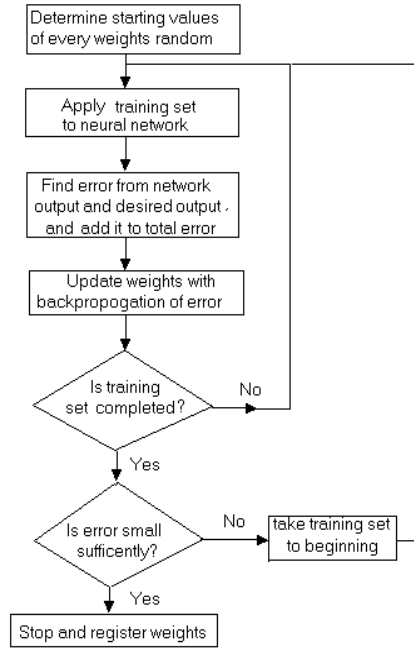 Determine starting values
of every weights random
Apply training set
to neural network
Find error from network
output and desired output
and add it to total error
Update weights with
backpropogation of error
Is training
set completed?
No
Yes
Is error small
sufficently?
No
take training set
to beginning
Yes
Stop and register weights